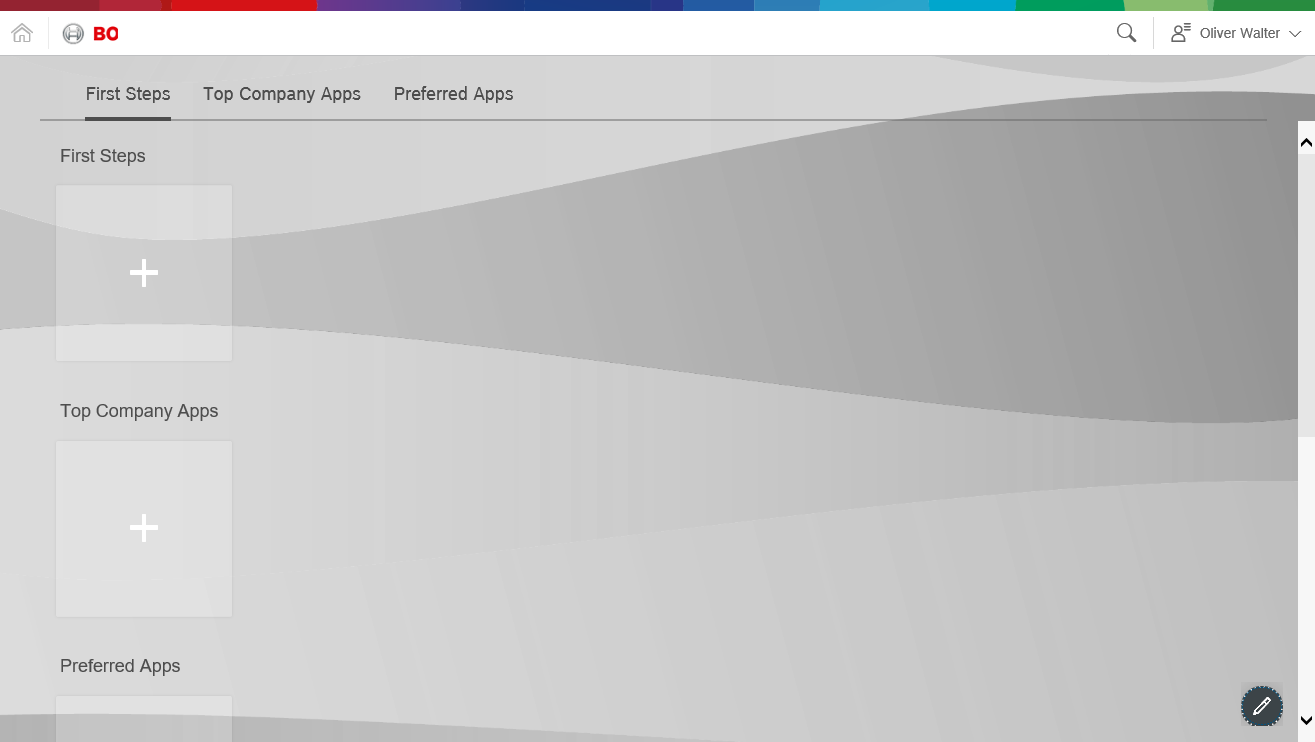 BO
Oliver Walter
First Steps Top Company Apps Preferred Apps
First Steps
Top Company Apps
Preferred Apps